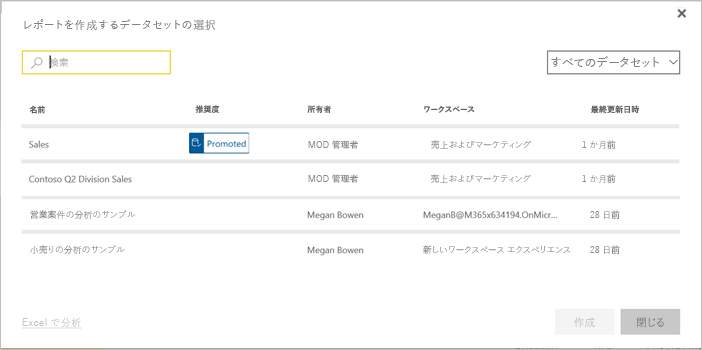 レポートを作成するデータセットの選択
検索
すべてのデータセット
名前 推奨度 所有者 ワークスペース 最終更新日時
Sales Promoted MOD 管理者 売上およびマーケティング 1 か月前
Contoso Q2 Division Sales MOD 管理者 売上およびマーケティング 1 か月前
営業案件の分析のサンプル Megan Bowen MeganB@M365x634194.OnMicr... 28 日前
小売りの分析のサンプル Megan Bowen 新しいワークスペース エクスペリエンス 28 日前
Excel で分析 作成 閉じる